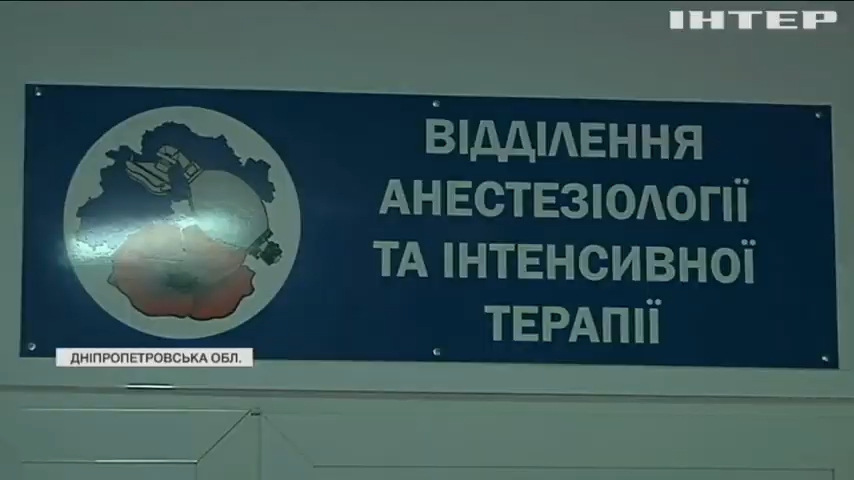 ІНТЕР
ВІДДІЛЕННЯ
АНЕСТЕЗІОЛОГІЇ
ТА ІНТЕНСИВНОЇ
ТЕРАПІЇ
ДНІПРОПЕТРОВСЬКА ОБЛ.